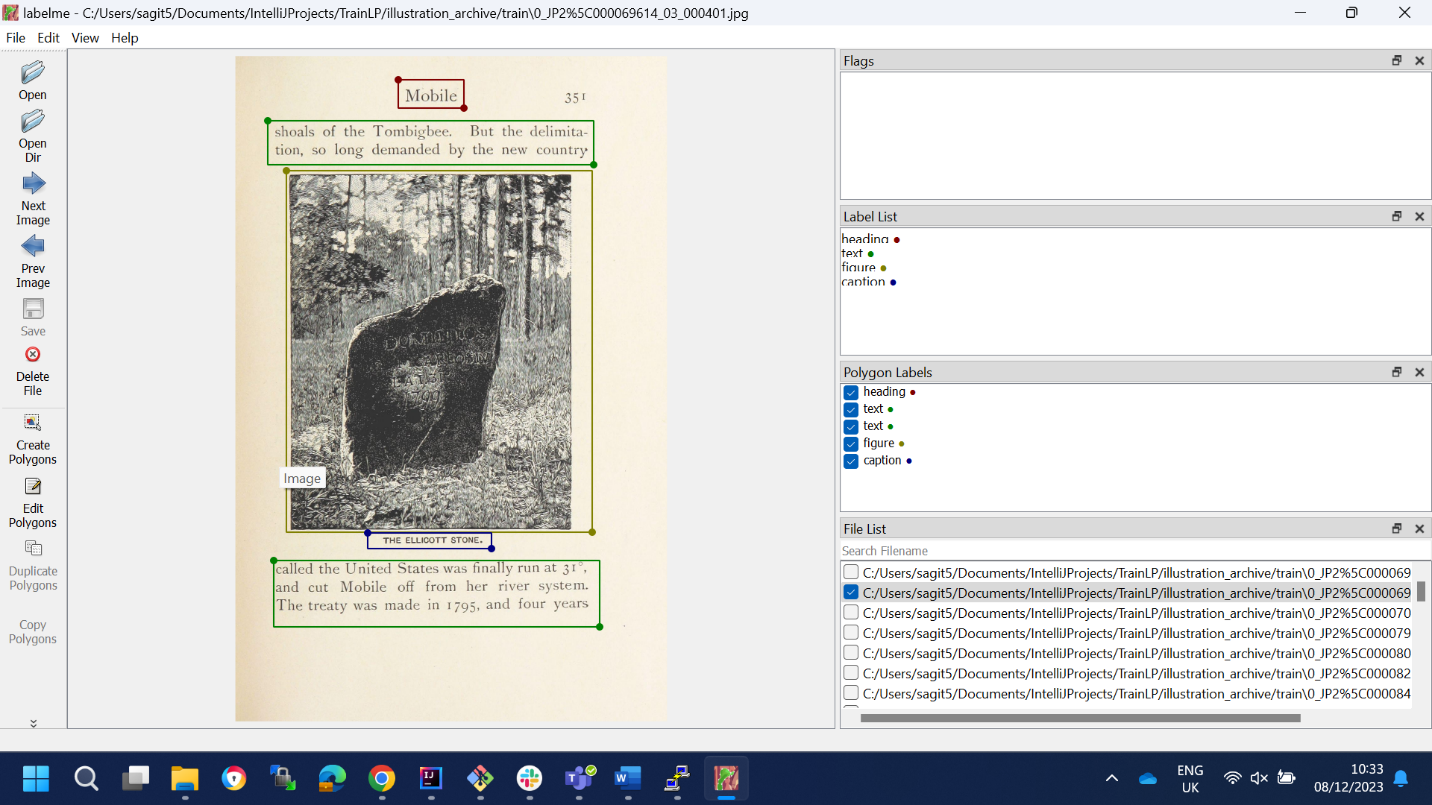 labelme - C:/Users/sagit5/Documents/IntelliJProjects/TrainLP/illustration_archive/train\0_JP2%5C000069614_03_000401.jpg
File Edit View Help
Open
Open
Dir
Next
Image
Prev
Image
Save
Delete
File
Create
Polygons
Edit
Polygons
Duplicate
Polygons
Copy
Polygons
Mobile 351
shoals of the Tombigbee. But the delimita-
tion, so long demanded by the new country
1799
Image
THE ELLICOTT STONE.
called the United States was finally run at 31°,
and cut Mobile off from her river system.
The treaty was made in 1795, and four years
Flags
Label List
heading
text
figure
caption
Polygon Labels
heading
text
text
figure
caption
File List
Search Filename
C:/Users/sagit5/Documents/IntelliJProjects/TrainLP/illustration_archive/train\0_JP2%5C000069
C:/Users/sagit5/Documents/IntelliJProjects/TrainLP/illustration_archive/train\0_JP2%5C000069
C:/Users/sagit5/Documents/IntelliJProjects/TrainLP/illustration_archive/train\0_JP2%5C000070
C:/Users/sagit5/Documents/IntelliJProjects/TrainLP/illustration_archive/train\0_JP2%5C000079
C:/Users/sagit5/Documents/IntelliJProjects/TrainLP/illustration_archive/train\0_JP2%5C000080
C:/Users/sagit5/Documents/IntelliJProjects/TrainLP/illustration_archive/train\0_JP2%5C000082
C:/Users/sagit5/Documents/IntelliJProjects/TrainLP/illustration_archive/train\0_JP2%5C000084
ENG
UK
10:33
08/12/2023